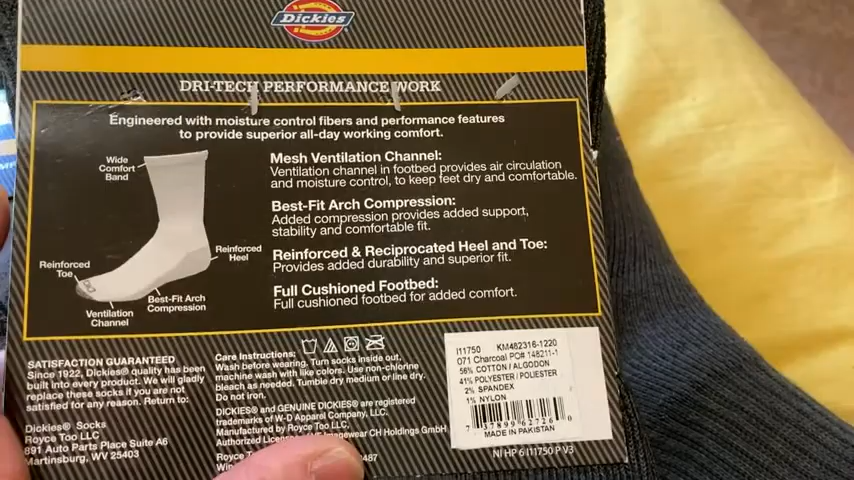 Dickies
DRI-TECH PERFORMANCE WORK
Engineered with moisture control fibers and performance features
to provide superior all-day working comfort.
Wide
Comfort
Band
Reinforced
Toe
Reinforced
Heel
Best-Fit Arch
Compression
Ventilation
Channel
Mesh Ventilation Channel:
Ventilation channel in footbed provides air circulation
and moisture control, to keep feet dry and comfortable.
Best-Fit Arch Compression:
Added compression provides added support,
stability and comfortable fit.
Reinforced & Reciprocated Heel and Toe:
Provides added durability and superior fit.
Full Cushioned Footbed:
Full cushioned footbed for added comfort.
SATISFACTION GUARANTEED
Since 1922, Dickies® quality has been
built into every product. We will gladly
replace these socks if you are not
satisfied for any reason. Return to:
Dickies® Socks
Royce Too LLC
891 Auto Parts Place Suite A6
Martinsburg, WV 25403
Care Instructions:
Wash before wearing. Turn socks inside out,
machine wash with like colors. Use non-chlorine
bleach as needed. Tumble dry medium or line dry.
Do not iron.
DICKIES® and GENUINE DICKIES® are registered
trademarks of W-D Apparel Company, LLC.
Manufactured by Royce Too, LLC,
Authorized Licensee CH Holdings GmbH
Royce
487
I11750 KM482316-1220
071 Charcoal PO# 148211-1
56% COTTON / ALGODON
41% POLYESTER / POLIESTER
2% SPANDEX
1% NYLON
7 37899 62726 0
MADE IN PAKISTAN
NI HP 6 I11750 P V3